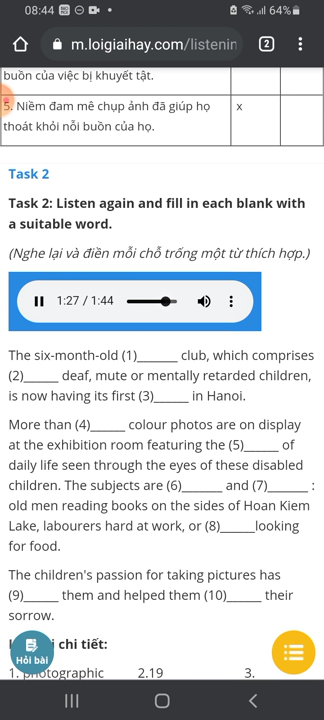 08:44 64%
m.loigiaihay.com/listenin 2
buồn của việc bị khuyết tật.
5. Niềm đam mê chụp ảnh đã giúp họ x
thoát khỏi nỗi buồn của họ.
Task 2
Task 2: Listen again and fill in each blank with
a suitable word.
(Nghe lại và điền mỗi chỗ trống một từ thích hợp.)
1:27 / 1:44
The six-month-old (1)_______ club, which comprises
(2)______ deaf, mute or mentally retarded children,
is now having its first (3)______ in Hanoi.
More than (4)______ colour photos are on display
at the exhibition room featuring the (5)______ of
daily life seen through the eyes of these disabled
children. The subjects are (6)_______ and (7)_______ :
old men reading books on the sides of Hoan Kiem
Lake, labourers hard at work, or (8)______looking
for food.
The children's passion for taking pictures has
(9)______ them and helped them (10)______ their
sorrow.
i chi tiết:
Hỏi bài
1. photographic 2.19 3.